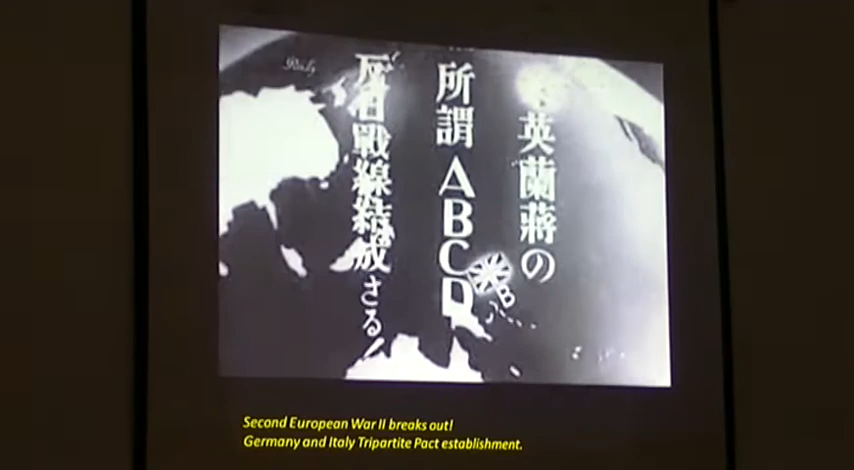 英蘭蔣の
所謂ABCD
反日戰線結成さる!
B
Second European War II breaks out!
Germany and Italy Tripartite Pact establishment.